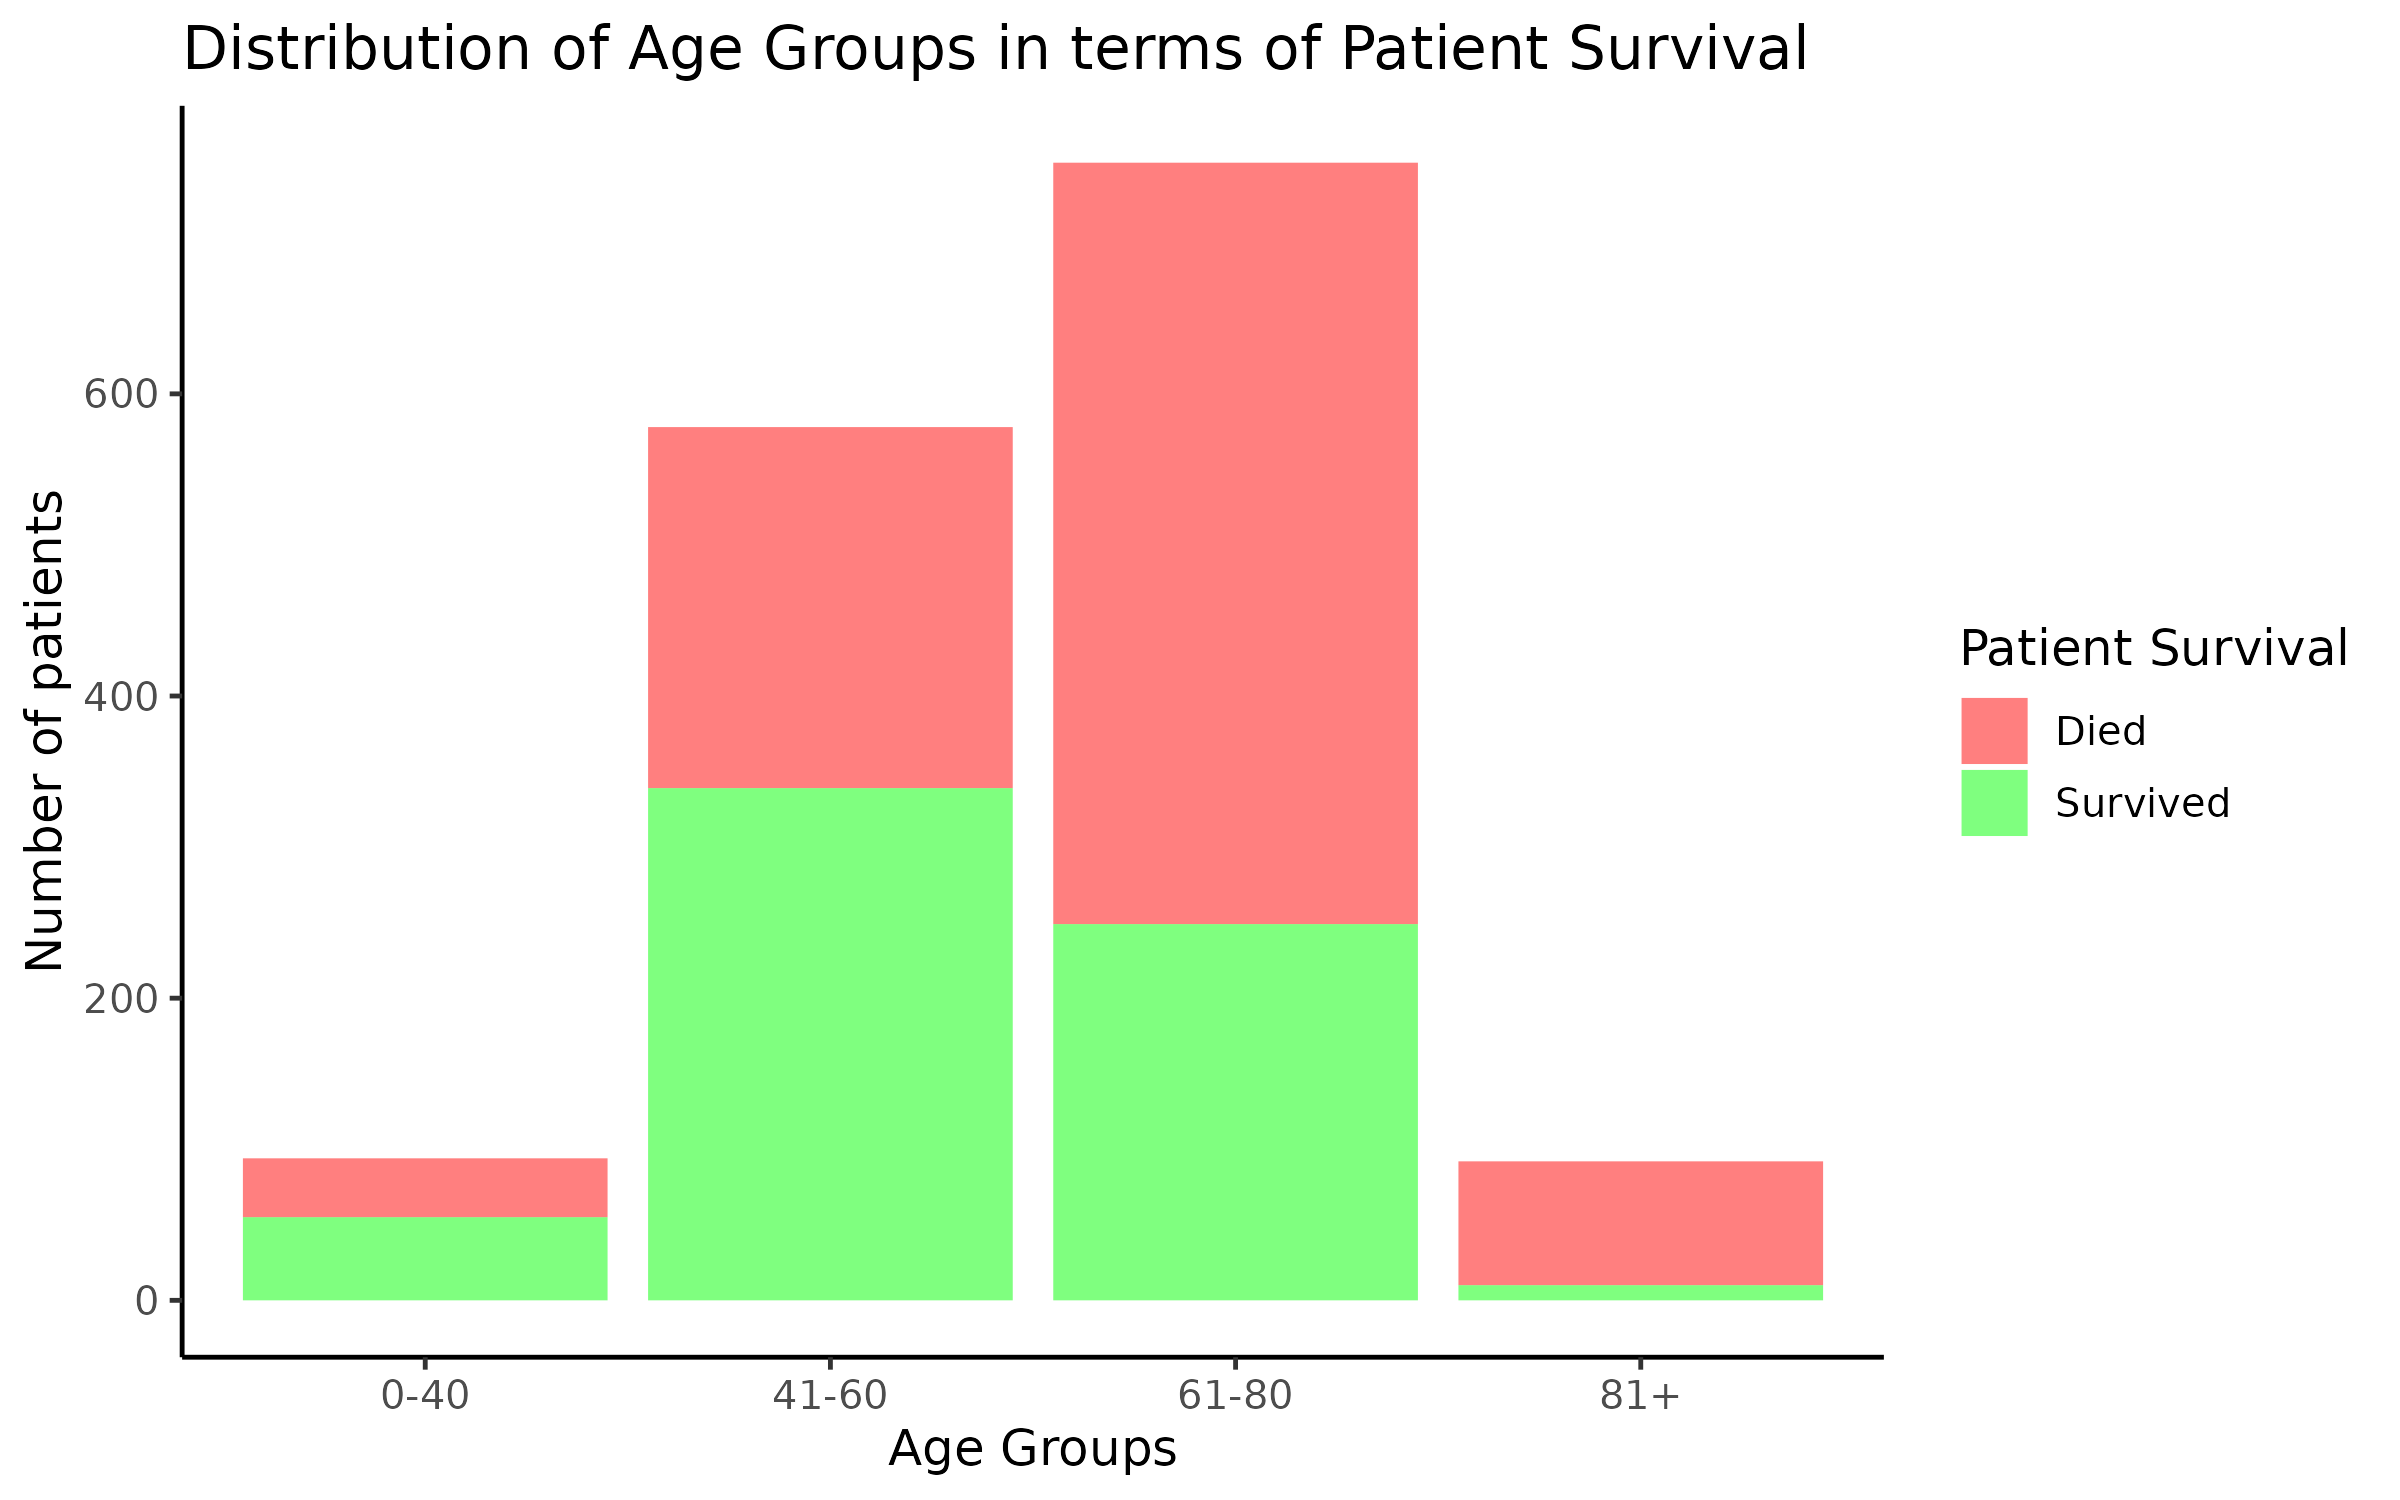 Distribution of Age Groups in terms of Patient Survival
Number of patients
600
400
200
0
0-40
41-60
61-80
81+
Age Groups
Patient Survival
Died
Survived